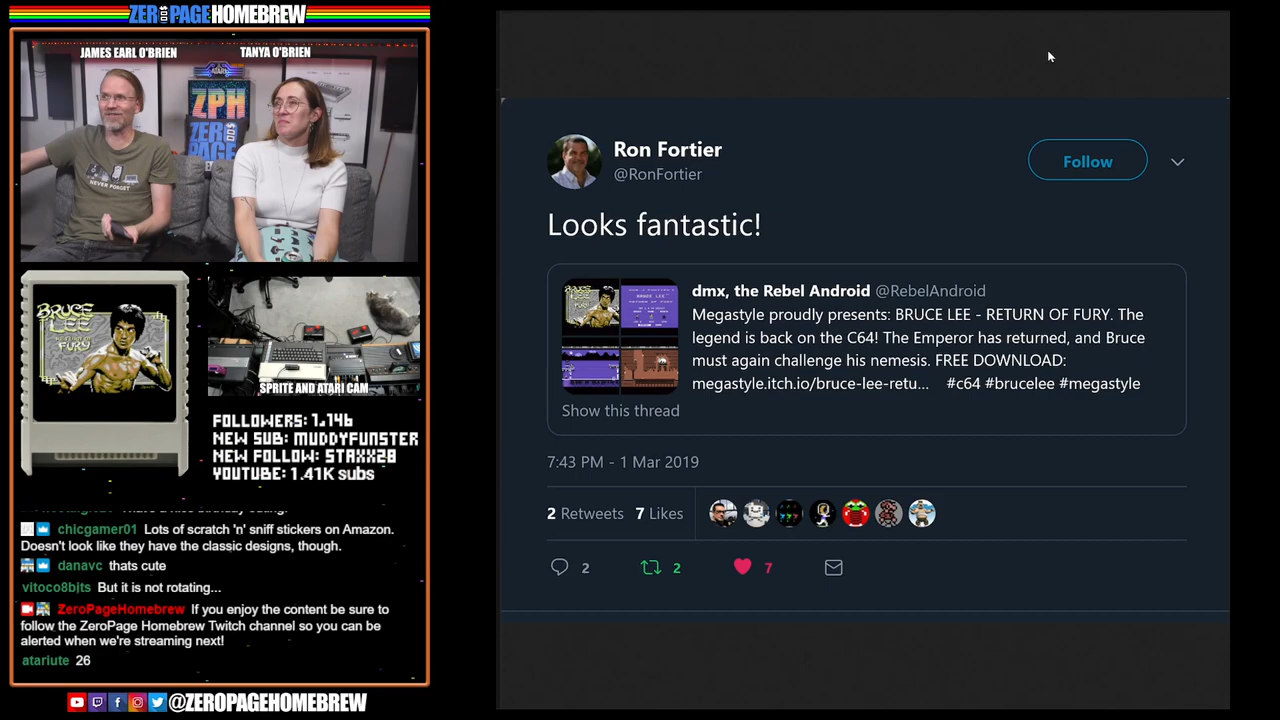 ZEROPAGEHOMEBREW
JAMES EARL O'BRIEN
TANYA O'BRIEN
ATARI
ZPH
ZERO
PAGE
NEVER FORGET
BRUCE
LEE
RETURN OF
FURY
SPRITE AND ATARI CAM
FOLLOWERS: 1,146
NEW SUB: MUDDYFUNSTER
NEW FOLLOW: STAXX28
YOUTUBE: 1.41K subs
chicgamer01 Lots of scratch 'n' sniff stickers on Amazon.
Doesn't look like they have the classic designs, though.
danavc thats cute
vitoco8bits But it is not rotating...
ZeroPageHomebrew If you enjoy the content be sure to
follow the ZeroPage Homebrew Twitch channel so you can be
alerted when we're streaming next!
atariute 26
@ZEROPAGEHOMEBREW
Ron Fortier
@RonFortier
Follow
Looks fantastic!
dmx, the Rebel Android @RebelAndroid
Megastyle proudly presents: BRUCE LEE - RETURN OF FURY. The
legend is back on the C64! The Emperor has returned, and Bruce
must again challenge his nemesis. FREE DOWNLOAD:
megastyle.itch.io/bruce-lee-retu... #c64 #brucelee #megastyle
Show this thread
7:43 PM - 1 Mar 2019
2 Retweets 7 Likes
2 2 7